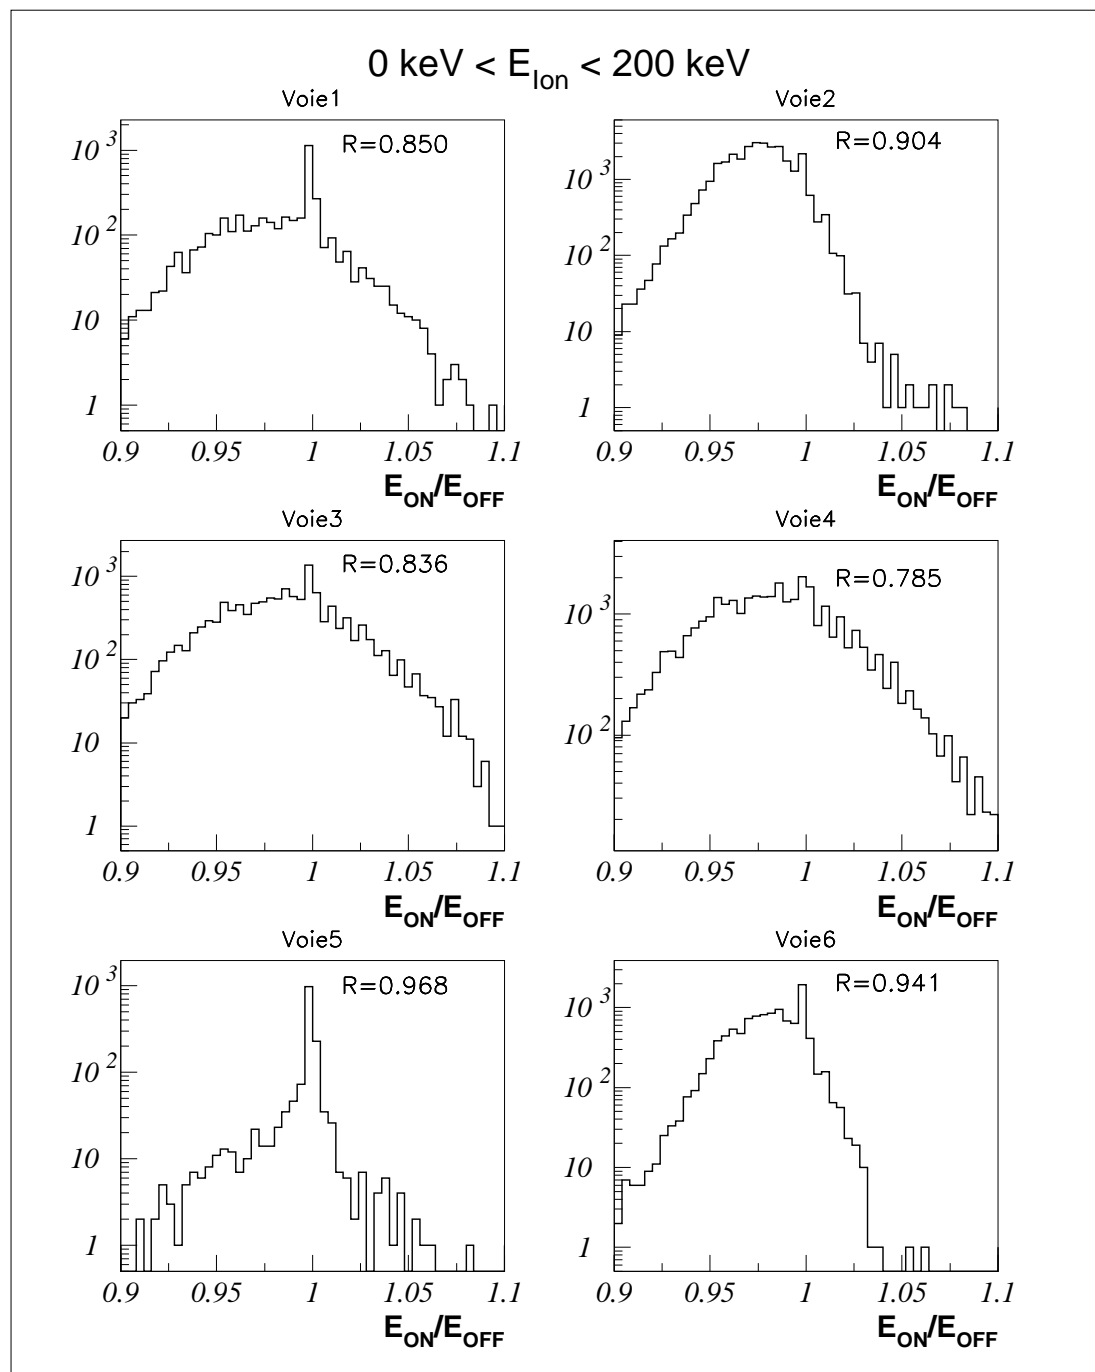 0 keV < E_Ion < 200 keV
Voie1
R=0.850
10^3
10^2
10
1
0.9 0.95 1 1.05 1.1
E_ON/E_OFF
Voie2
R=0.904
10^3
10^2
10
1
0.9 0.95 1 1.05 1.1
E_ON/E_OFF
Voie3
R=0.836
10^3
10^2
10
1
0.9 0.95 1 1.05 1.1
E_ON/E_OFF
Voie4
R=0.785
10^3
10^2
0.9 0.95 1 1.05 1.1
E_ON/E_OFF
Voie5
R=0.968
10^3
10^2
10
1
0.9 0.95 1 1.05 1.1
E_ON/E_OFF
Voie6
R=0.941
10^3
10^2
10
1
0.9 0.95 1 1.05 1.1
E_ON/E_OFF